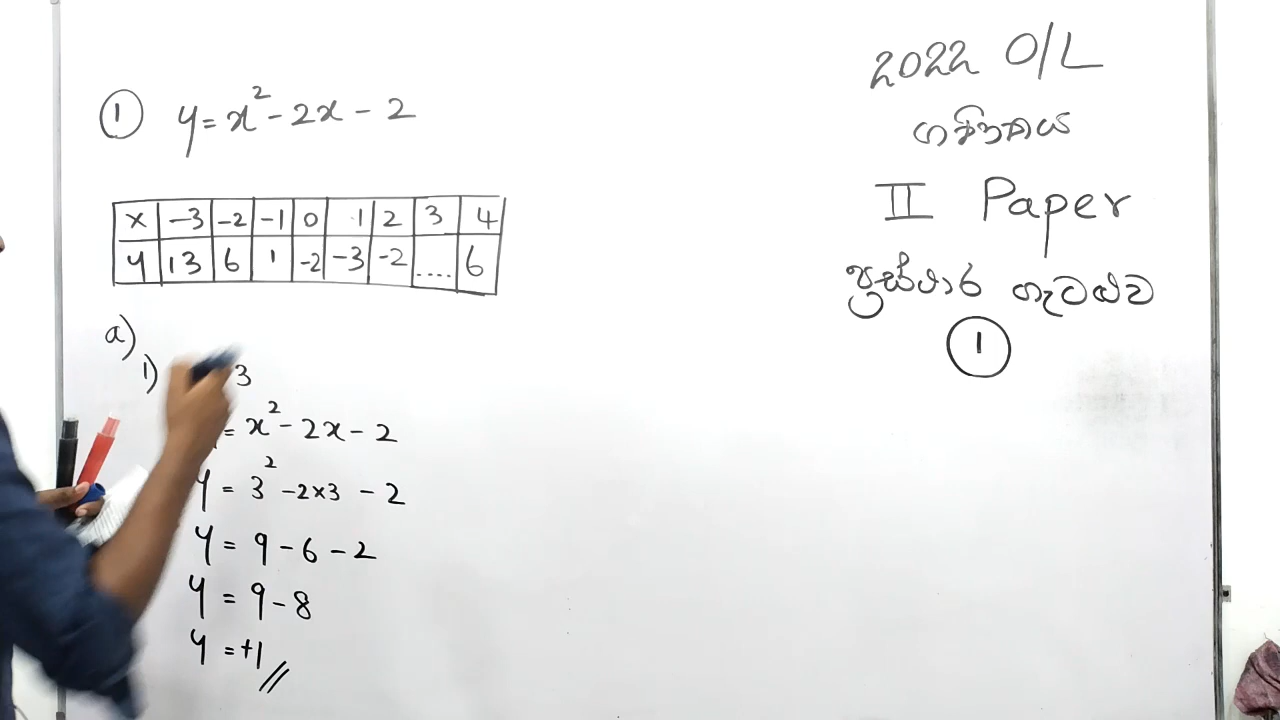 ① y = x² - 2x - 2
x -3 -2 -1 0 1 2 3 4
y 13 6 1 -2 -3 -2 .... 6
a)
1) 3
= x² - 2x - 2
y = 3² - 2×3 - 2
y = 9 - 6 - 2
y = 9 - 8
y = +1 //
2022 O/L
ගණිතය
II Paper
ප්‍රස්ථාර ගැටළුව
①